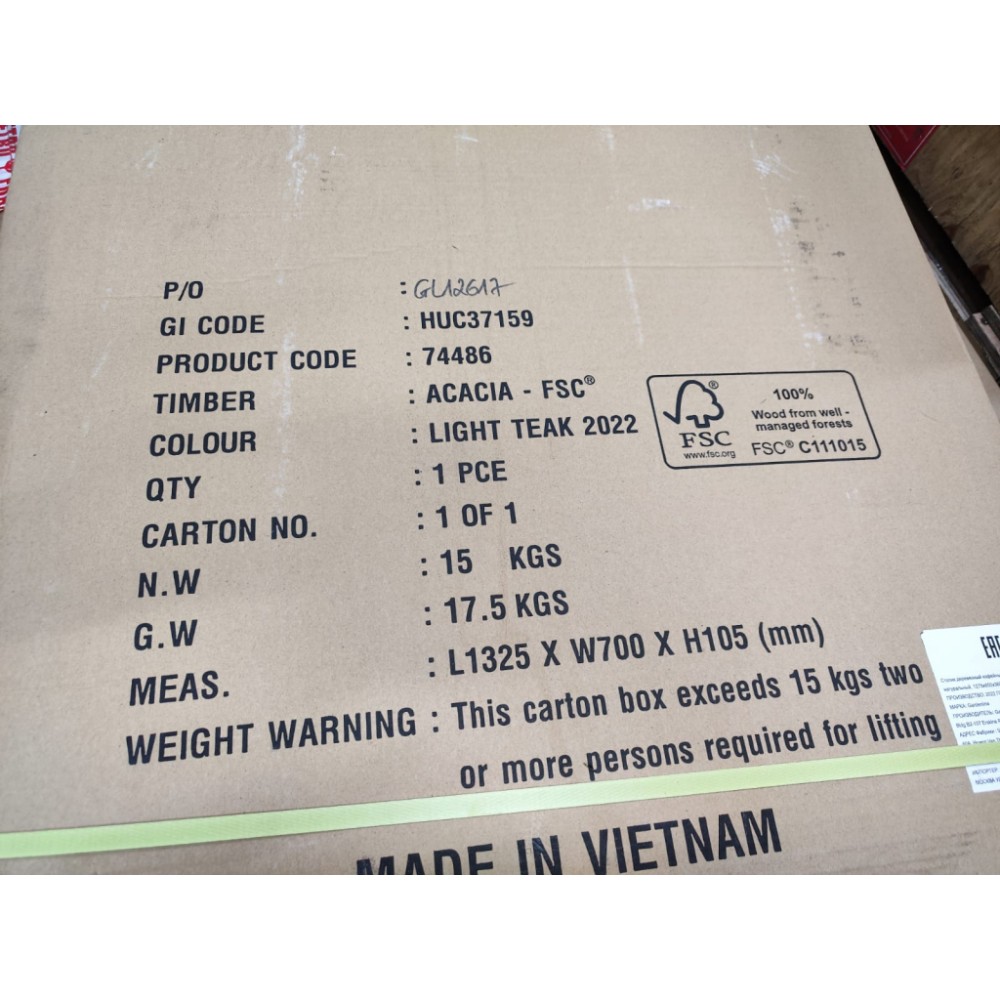 P/O : GU12617
GI CODE : HUC37159
PRODUCT CODE : 74486
TIMBER : ACACIA - FSC®
COLOUR : LIGHT TEAK 2022
QTY : 1 PCE
CARTON NO. : 1 OF 1
N.W : 15 KGS
G.W : 17.5 KGS
MEAS. : L1325 X W700 X H105 (mm)
WEIGHT WARNING : This carton box exceeds 15 kgs two
or more persons required for lifting
MADE IN VIETNAM
®
FSC
www.fsc.org
100%
Wood from well -
managed forests
FSC® C111015
EAC